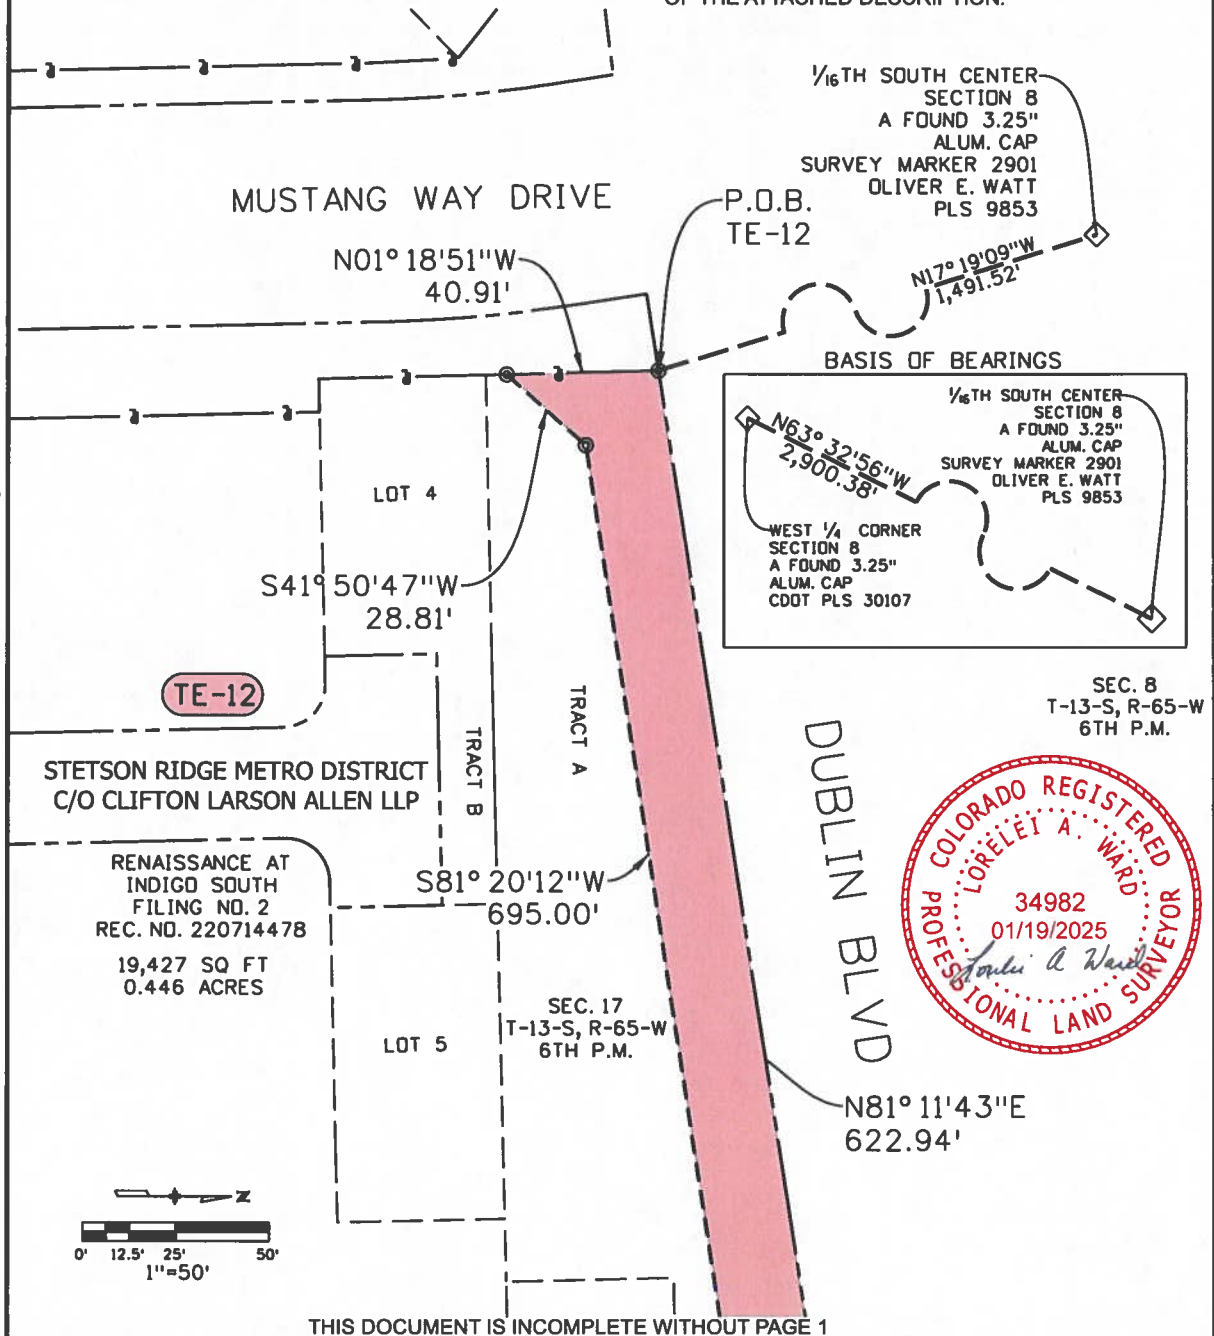 OF THE ATTACHED DESCRIPTION.
1/16TH SOUTH CENTER
SECTION 8
A FOUND 3.25"
ALUM. CAP
SURVEY MARKER 2901
OLIVER E. WATT
PLS 9853
MUSTANG WAY DRIVE
P.O.B.
TE-12
N01°18'51"W
40.91'
N17°19'09"W
1,491.52'
BASIS OF BEARINGS
1/16TH SOUTH CENTER
SECTION 8
A FOUND 3.25"
ALUM. CAP
SURVEY MARKER 2901
OLIVER E. WATT
PLS 9853
N63°32'56"W
2,900.38'
WEST 1/4 CORNER
SECTION 8
A FOUND 3.25"
ALUM. CAP
CDOT PLS 30107
LOT 4
S41°50'47"W
28.81'
TE-12
SEC. 8
T-13-S, R-65-W
6TH P.M.
TRACT A
TRACT B
DUBLIN BLVD
STETSON RIDGE METRO DISTRICT
C/O CLIFTON LARSON ALLEN LLP
COLORADO REGISTERED
LORELEI A. WARD
34982
01/19/2025
Lorelei A Ward
PROFESSIONAL LAND SURVEYOR
RENAISSANCE AT
INDIGO SOUTH
FILING NO. 2
REC. NO. 220714478
19,427 SQ FT
0.446 ACRES
S81°20'12"W
695.00'
SEC. 17
T-13-S, R-65-W
6TH P.M.
LOT 5
N81°11'43"E
622.94'
N
0' 12.5' 25' 50'
1"=50'
THIS DOCUMENT IS INCOMPLETE WITHOUT PAGE 1